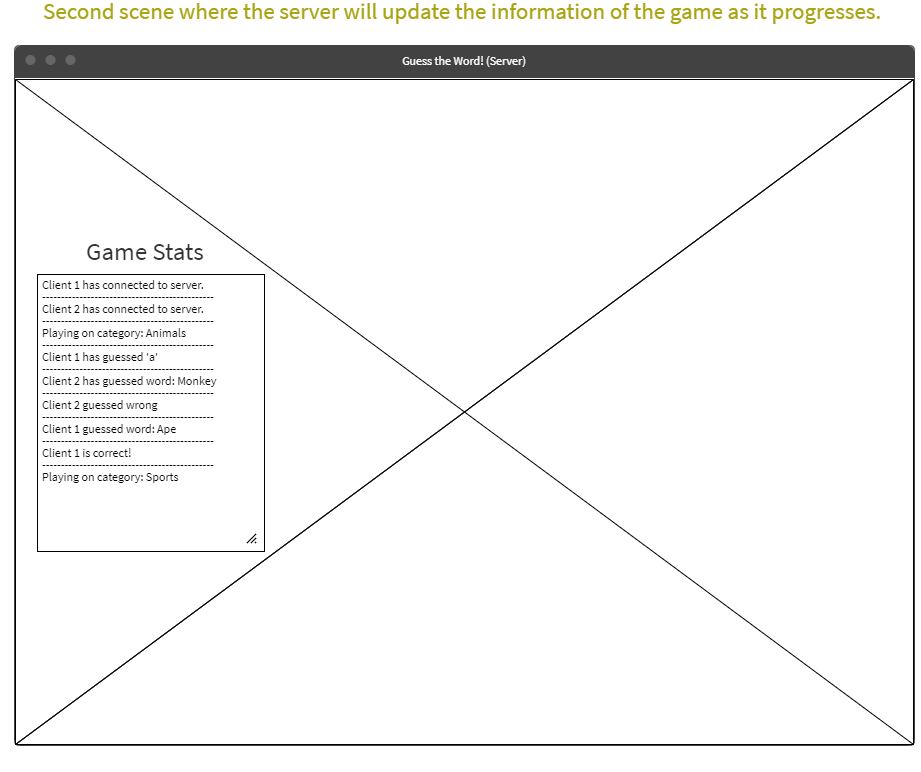 Second scene where the server will update the information of the game as it progresses.
Guess the Word! (Server)
Game Stats
Client 1 has connected to server.
-------------------------------------------
Client 2 has connected to server.
-------------------------------------------
Playing on category: Animals
-------------------------------------------
Client 1 has guessed 'a'
-------------------------------------------
Client 2 has guessed word: Monkey
-------------------------------------------
Client 2 guessed wrong
-------------------------------------------
Client 1 guessed word: Ape
-------------------------------------------
Client 1 is correct!
-------------------------------------------
Playing on category: Sports